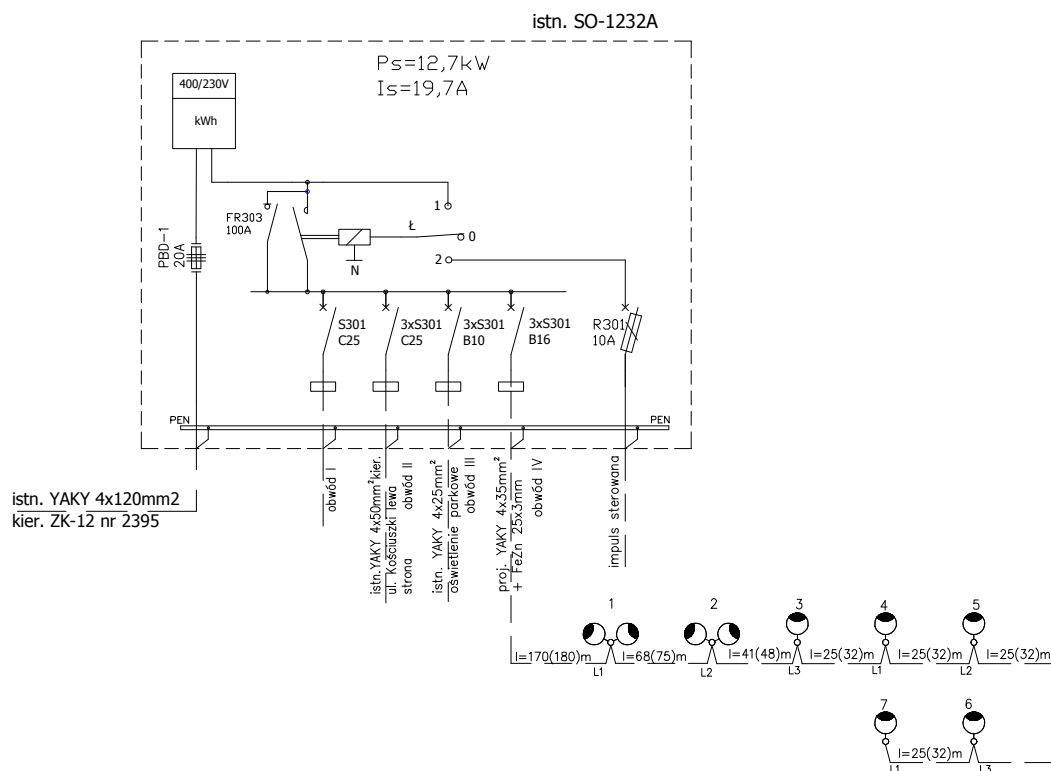 istn. SO-1232A
Ps=12,7kW
Is=19,7A
400/230V
kWh
FR303
100A
PBD-1
20A
Ł
1
0
2
N
S301
C25
3xS301
C25
3xS301
B10
3xS301
B16
R301
10A
PEN
PEN
istn. YAKY 4x120mm2
kier. ZK-12 nr 2395
obwód I
istn.YAKY 4x50mm²kier.
ul. Kościuszki lewa
strona
obwód II
istn. YAKY 4x25mm²
oświetlenie parkowe
obwód III
proj. YAKY 4x35mm²
+ FeZn 25x3mm
obwód IV
impuls sterowana
1
2
3
4
5
l=170(180)m
l=68(75)m
l=41(48)m
l=25(32)m
l=25(32)m
l=25(32)m
L1
L2
L3
L1
L2
7
6
l=25(32)m
L1
L3